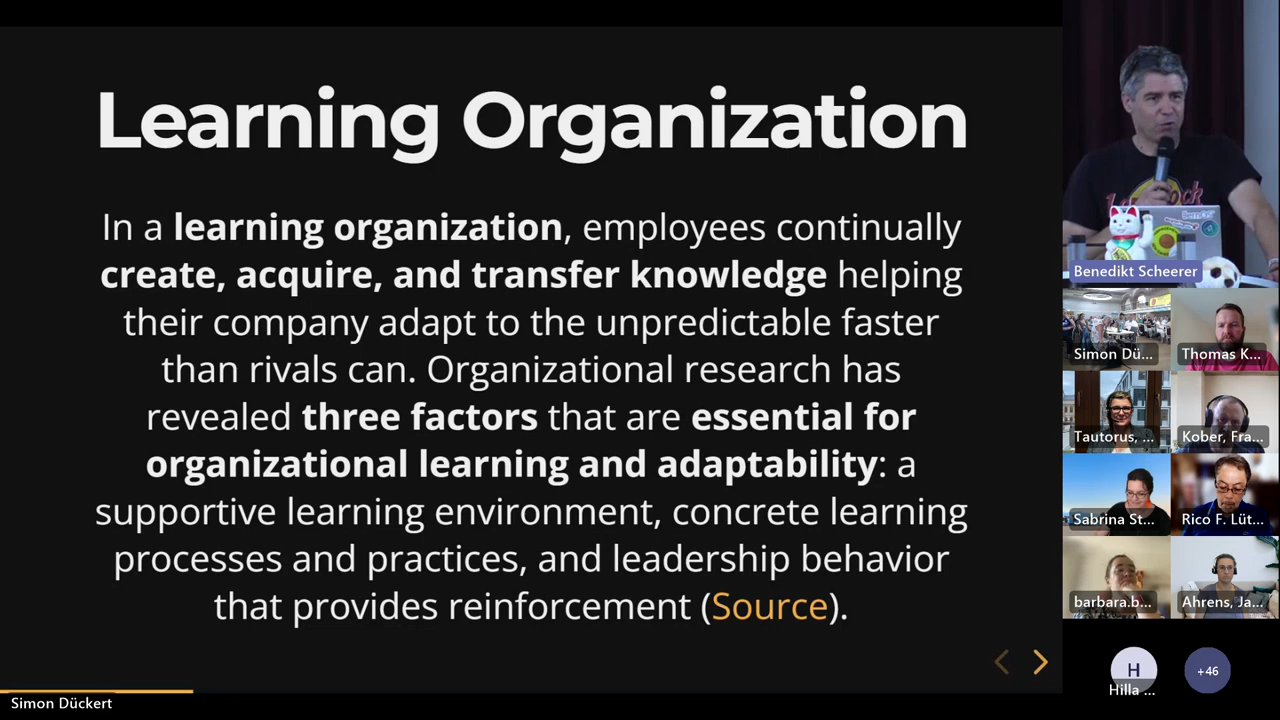 Learning Organization
In a learning organization, employees continually
create, acquire, and transfer knowledge helping
their company adapt to the unpredictable faster
than rivals can. Organizational research has
revealed three factors that are essential for
organizational learning and adaptability: a
supportive learning environment, concrete learning
processes and practices, and leadership behavior
that provides reinforcement (Source).
Simon Dückert
Benedikt Scheerer
Simon Dü...
Thomas K...
Tautorus, ...
Kober, Fra...
Sabrina St...
Rico F. Lüt...
barbara.b...
Ahrens, Ja...
H
Hilla ...
+46